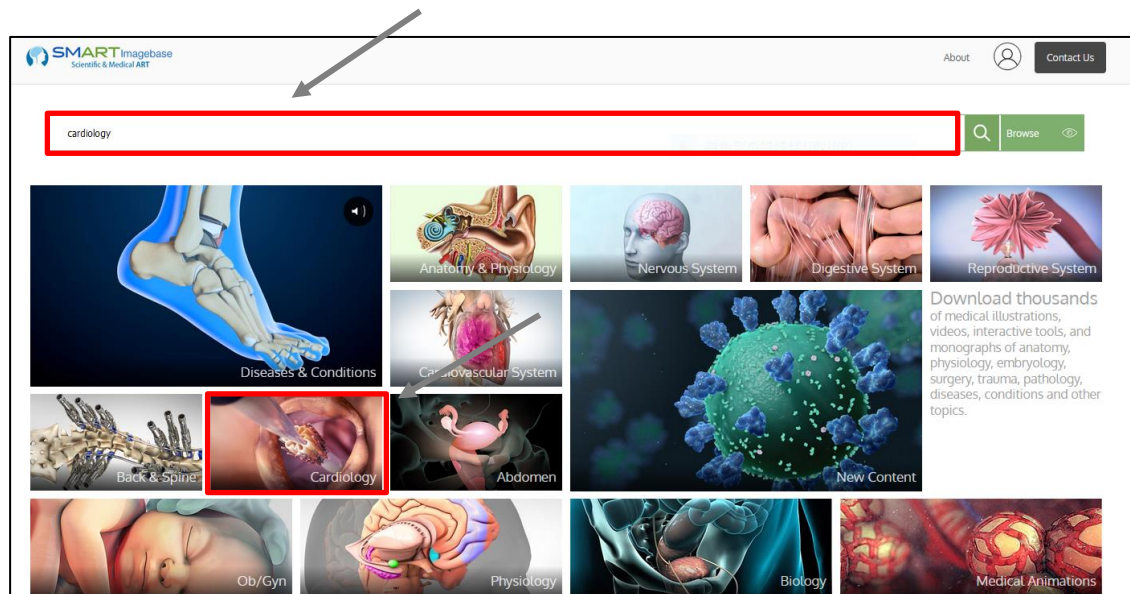 SMART Imagebase
Scientific & Medical ART
About
Contact Us
cardiology
Browse
Diseases & Conditions
Anatomy & Physiology
Nervous System
Digestive System
Reproductive System
Cardiovascular System
Download thousands
of medical illustrations,
videos, interactive tools, and
monographs of anatomy,
physiology, embryology,
surgery, trauma, pathology,
diseases, conditions and other
topics.
Back & Spine
Cardiology
Abdomen
New Content
Ob/Gyn
Physiology
Biology
Medical Animations